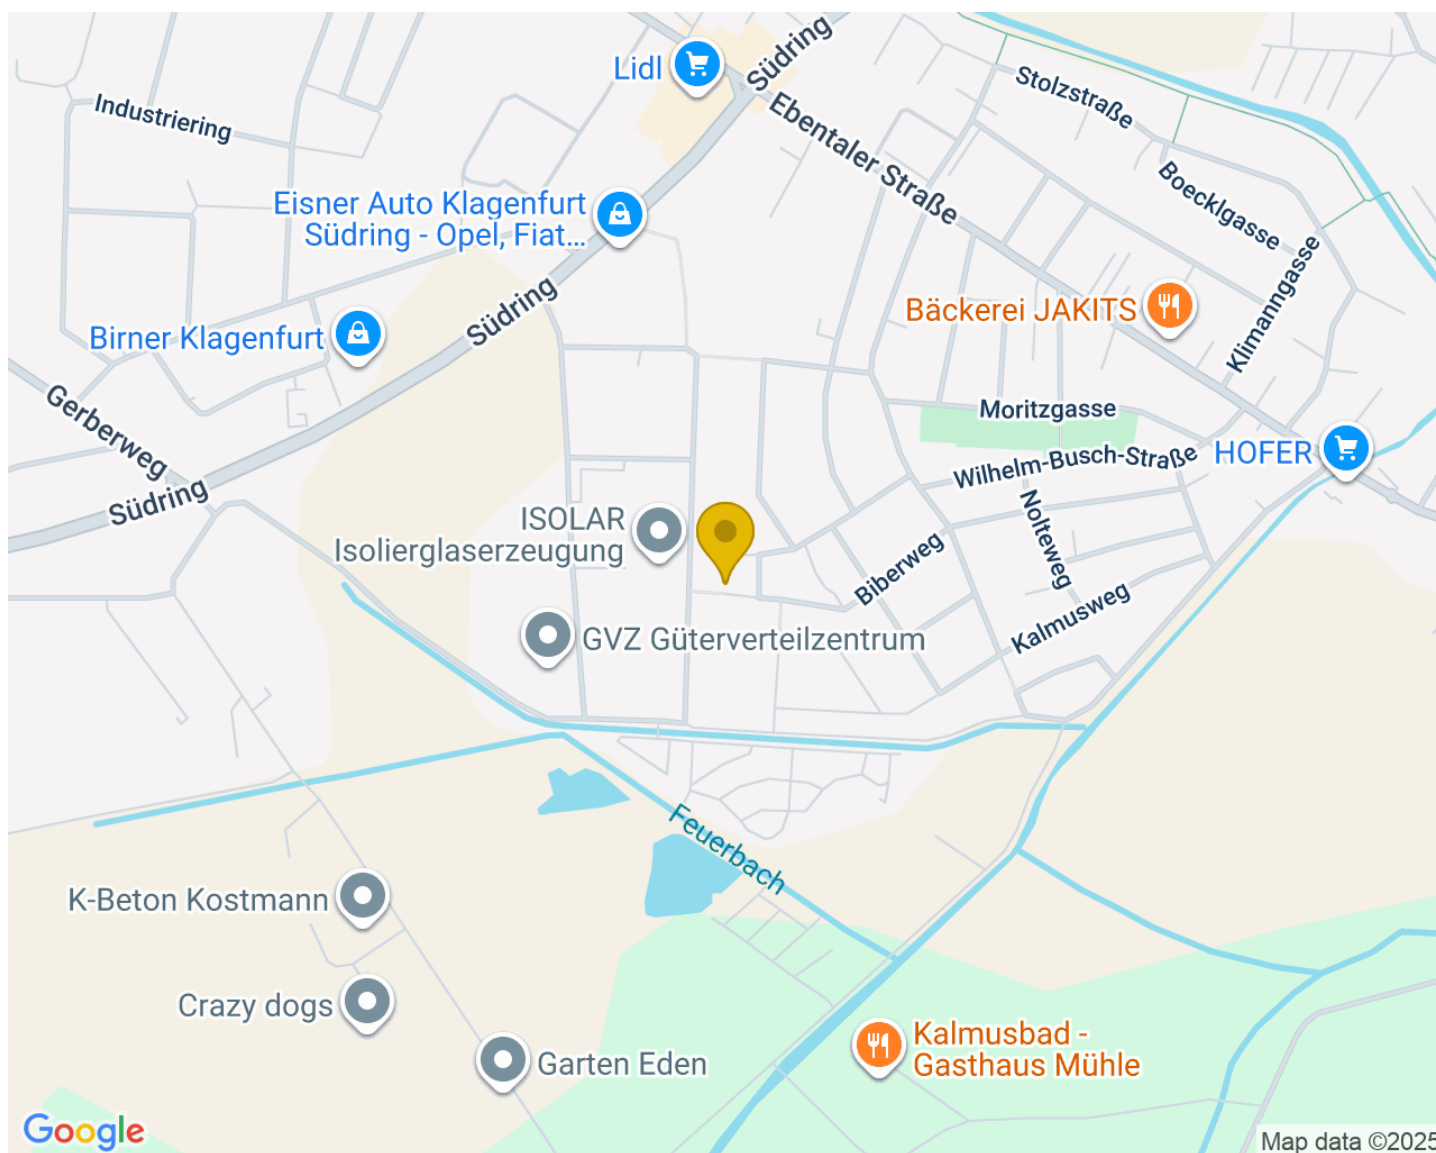 Lidl
Südring
Stolzstraße
Industriering
Ebentaler Straße
Boecklgasse
Eisner Auto Klagenfurt
Südring - Opel, Fiat...
Klimanngasse
Bäckerei JAKITS
Südring
Birner Klagenfurt
Gerberweg
Moritzgasse
HOFER
Wilhelm-Busch-Straße
Südring
Nolteweg
ISOLAR
Isolierglaserzeugung
Biberweg
Kalmusweg
GVZ Güterverteilzentrum
Feuerbach
K-Beton Kostmann
Crazy dogs
Kalmusbad -
Gasthaus Mühle
Garten Eden
Google
Map data ©2025